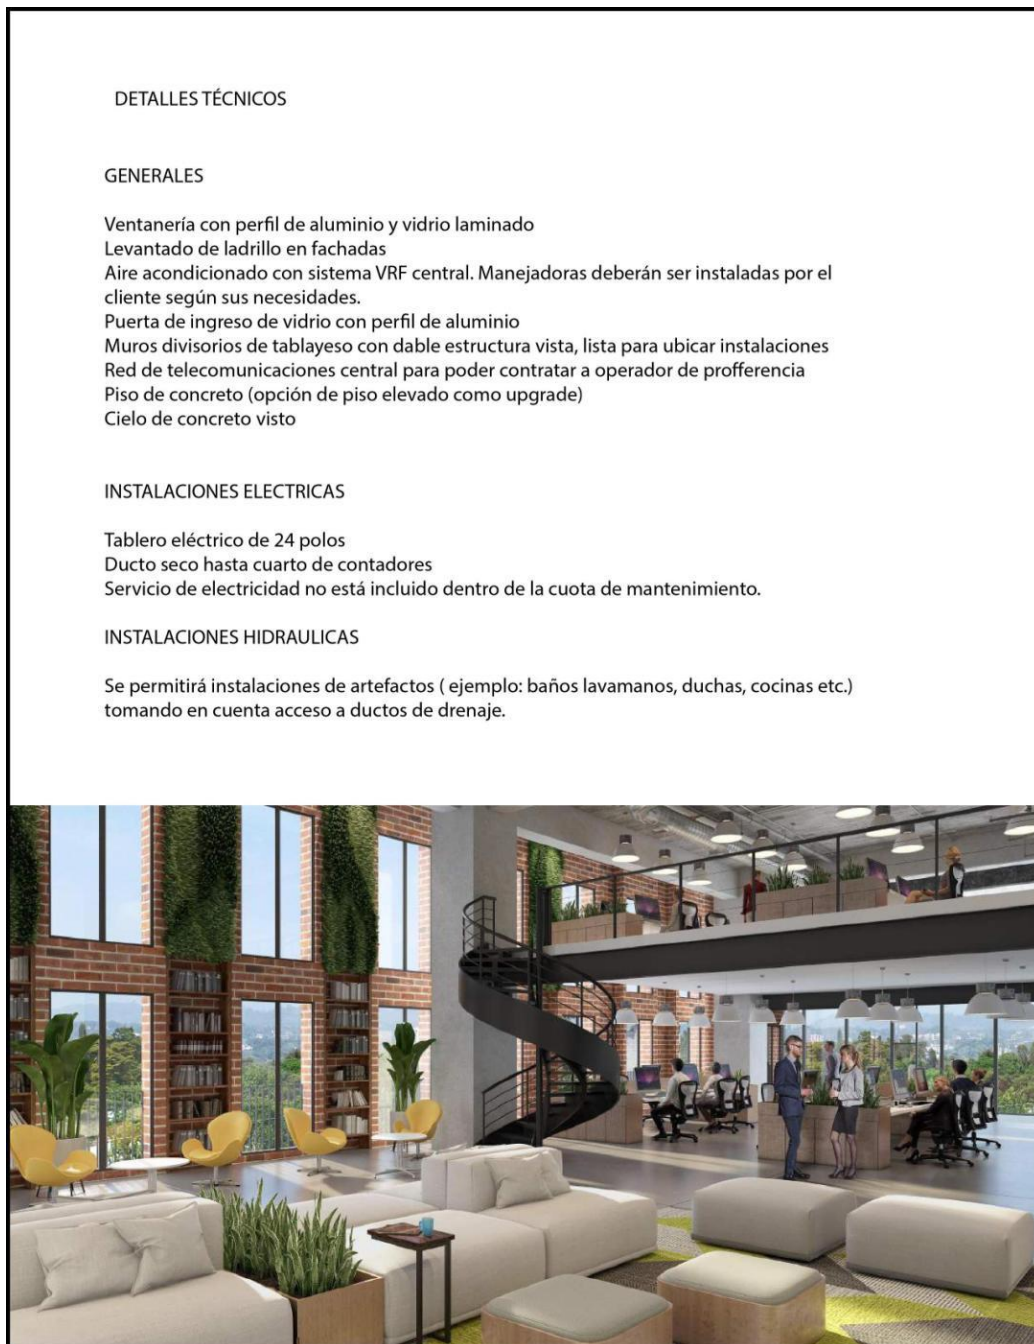 DETALLES TÉCNICOS
GENERALES
Ventanería con perfil de aluminio y vidrio laminado
Levantado de ladrillo en fachadas
Aire acondicionado con sistema VRF central. Manejadoras deberán ser instaladas por el
cliente según sus necesidades.
Puerta de ingreso de vidrio con perfil de aluminio
Muros divisorios de tablayeso con dable estructura vista, lista para ubicar instalaciones
Red de telecomunicaciones central para poder contratar a operador de profferencia
Piso de concreto (opción de piso elevado como upgrade)
Cielo de concreto visto
INSTALACIONES ELECTRICAS
Tablero eléctrico de 24 polos
Ducto seco hasta cuarto de contadores
Servicio de electricidad no está incluido dentro de la cuota de mantenimiento.
INSTALACIONES HIDRAULICAS
Se permitirá instalaciones de artefactos ( ejemplo: baños lavamanos, duchas, cocinas etc.)
tomando en cuenta acceso a ductos de drenaje.